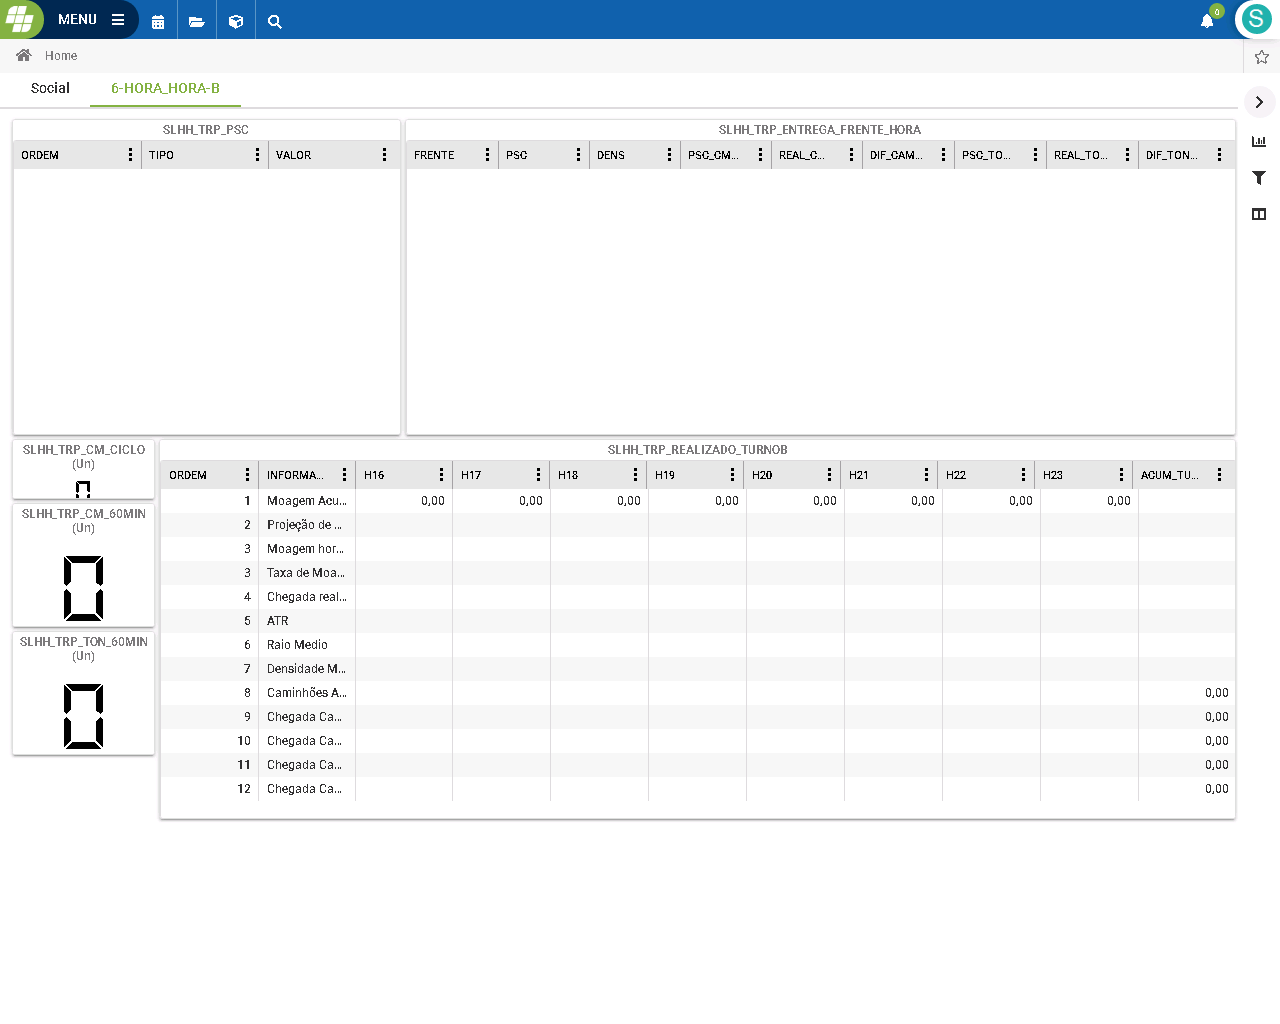 MENU
0
S
Home
Social 6-HORA_HORA-B
SLHH_TRP_PSC
ORDEM TIPO VALOR
SLHH_TRP_ENTREGA_FRENTE_HORA
FRENTE PSC DENS PSC_CM... REAL_C... DIF_CAM... PSC_TO... REAL_TO... DIF_TON...
SLHH_TRP_CM_CICLO
(Un)
0
SLHH_TRP_CM_60MIN
(Un)
0
SLHH_TRP_TON_60MIN
(Un)
0
SLHH_TRP_REALIZADO_TURNOB
ORDEM INFORMA... H16 H17 H18 H19 H20 H21 H22 H23 ACUM_TU...
1 Moagem Acu... 0,00 0,00 0,00 0,00 0,00 0,00 0,00 0,00
2 Projeção de ...
3 Moagem hor...
3 Taxa de Moa...
4 Chegada real...
5 ATR
6 Raio Medio
7 Densidade M...
8 Caminhões A... 0,00
9 Chegada Ca... 0,00
10 Chegada Ca... 0,00
11 Chegada Ca... 0,00
12 Chegada Ca... 0,00